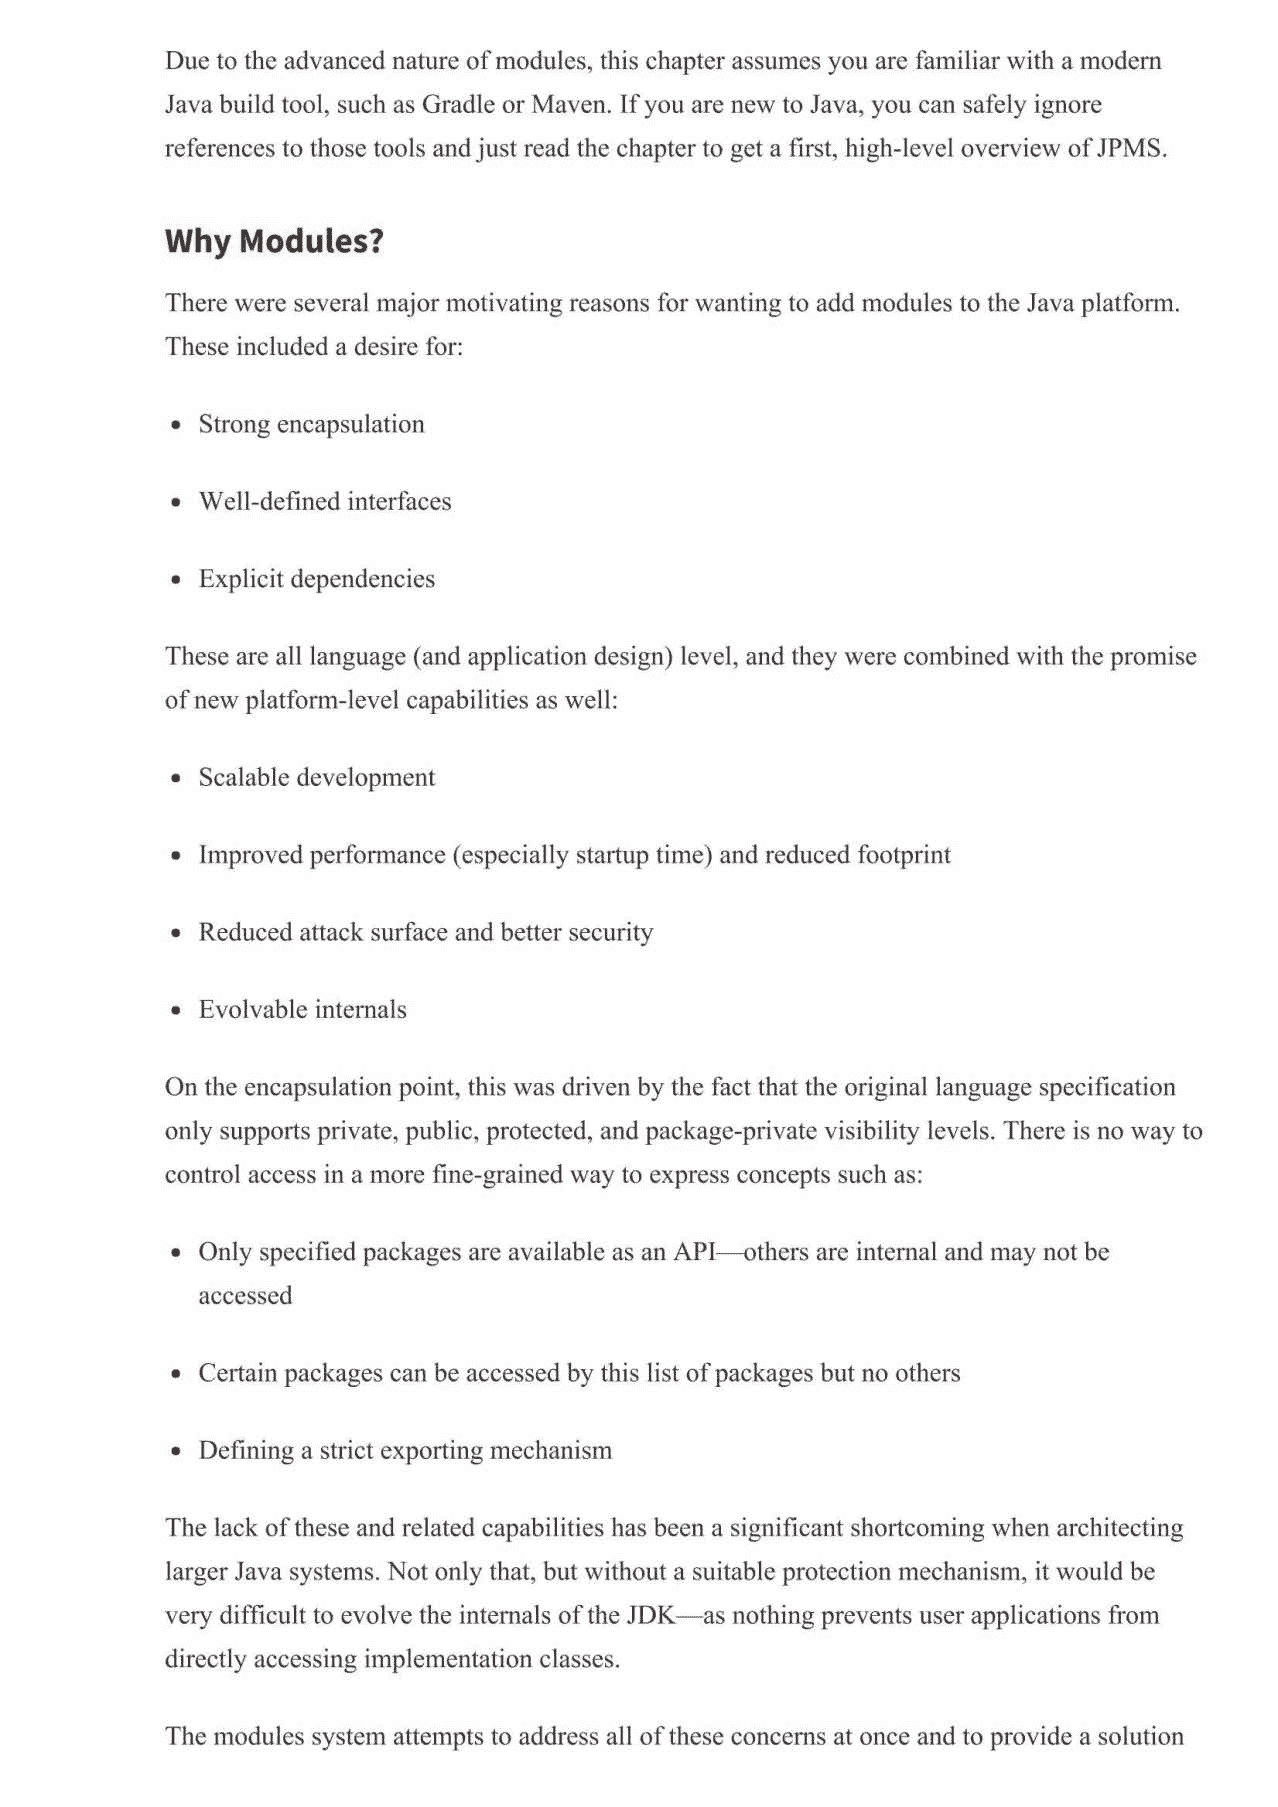 Due to the advanced nature of modules, this chapter assumes you are familiar with a modern
Java build tool, such as Gradle or Maven. If you are new to Java, you can safely ignore
references to those tools and just read the chapter to get a first, high-level overview of JPMS.
Why Modules?
There were several major motivating reasons for wanting to add modules to the Java platform.
These included a desire for:
• Strong encapsulation
• Well-defined interfaces
• Explicit dependencies
These are all language (and application design) level, and they were combined with the promise
of new platform-level capabilities as well:
• Scalable development
• Improved performance (especially startup time) and reduced footprint
• Reduced attack surface and better security
• Evolvable internals
On the encapsulation point, this was driven by the fact that the original language specification
only supports private, public, protected, and package-private visibility levels. There is no way to
control access in a more fine-grained way to express concepts such as:
• Only specified packages are available as an API—others are internal and may not be
accessed
• Certain packages can be accessed by this list of packages but no others
• Defining a strict exporting mechanism
The lack of these and related capabilities has been a significant shortcoming when architecting
larger Java systems. Not only that, but without a suitable protection mechanism, it would be
very difficult to evolve the internals of the JDK—as nothing prevents user applications from
directly accessing implementation classes.
The modules system attempts to address all of these concerns at once and to provide a solution